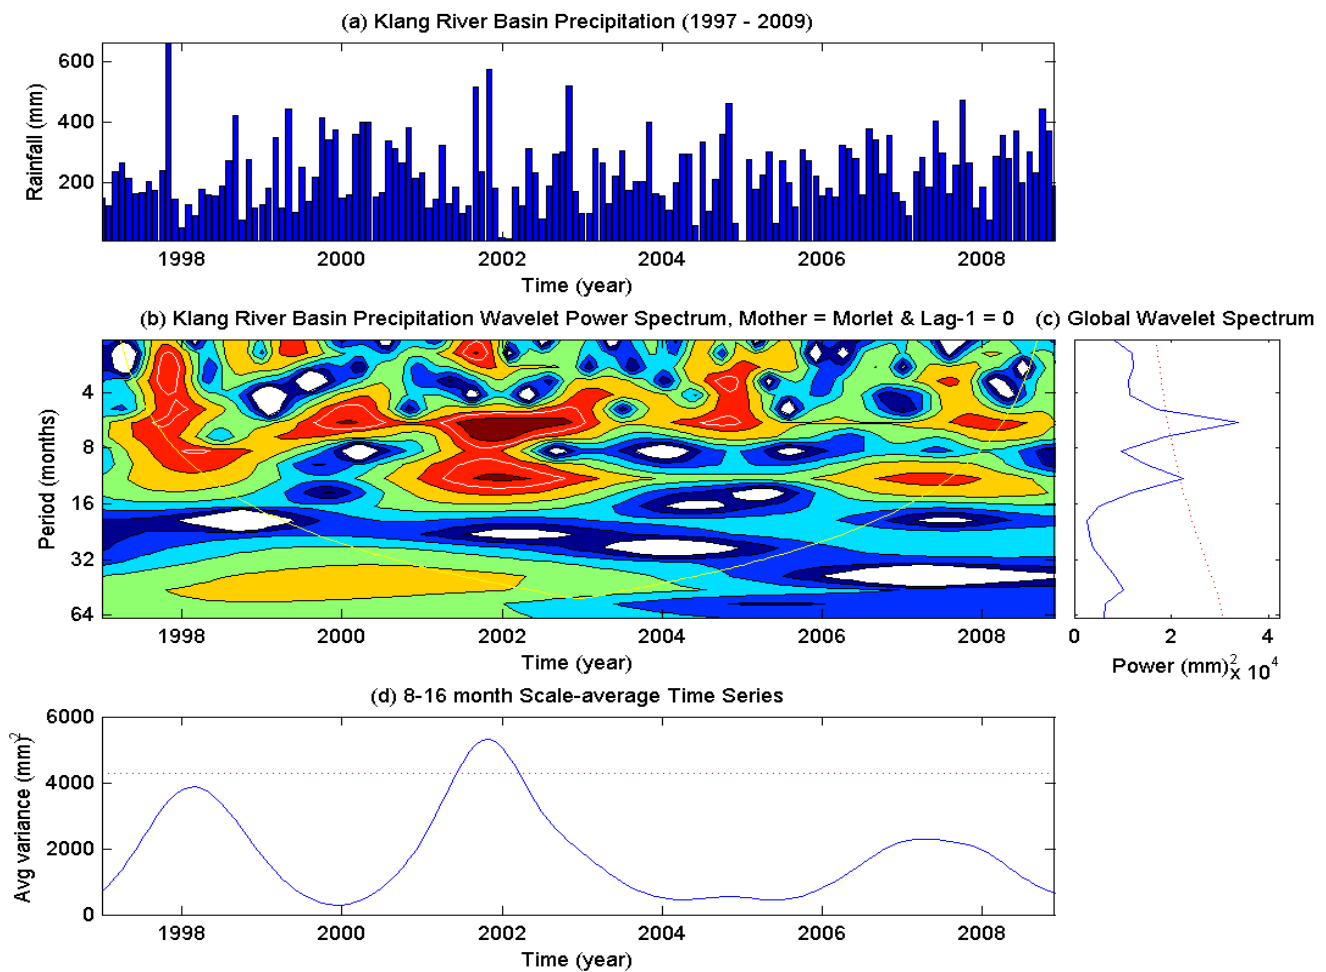 (a) Klang River Basin Precipitation (1997 - 2009)
600
400
200
Rainfall (mm)
1998 2000 2002 2004 2006 2008
Time (year)
(b) Klang River Basin Precipitation Wavelet Power Spectrum, Mother = Morlet & Lag-1 = 0
(c) Global Wavelet Spectrum
4
8
16
32
64
Period (months)
1998 2000 2002 2004 2006 2008
Time (year)
0 2 4
Power (mm)²
x 10⁴
(d) 8-16 month Scale-average Time Series
6000
4000
2000
0
Avg variance (mm)²
1998 2000 2002 2004 2006 2008
Time (year)